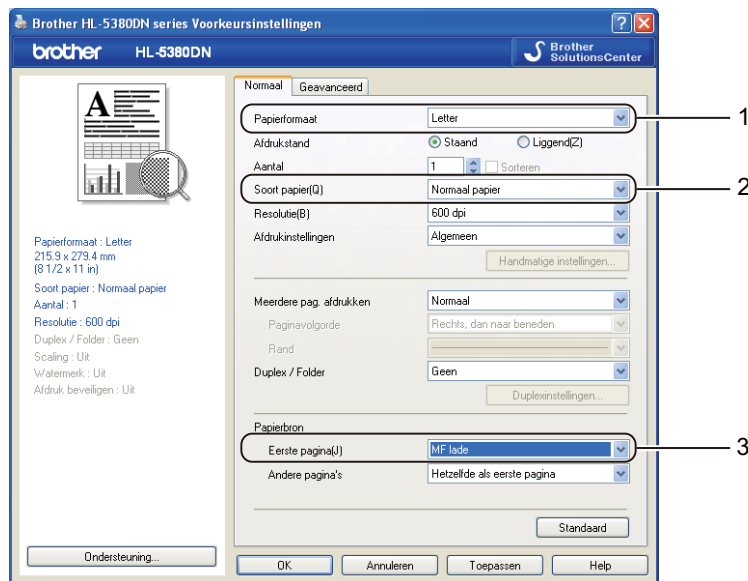 Brother HL-5380DN series Voorkeursinstellingen
brother HL-5380DN
Brother
SolutionsCenter
A
Papierformaat : Letter
215.9 x 279.4 mm
(8 1/2 x 11 in)
Soort papier : Normaal papier
Aantal : 1
Resolutie : 600 dpi
Duplex / Folder : Geen
Scaling : Uit
Watermerk : Uit
Afdruk beveiligen : Uit
Ondersteuning...
Normaal Geavanceerd
Papierformaat Letter 1
Afdrukstand Staand Liggend(Z)
Aantal 1 Sorteren
Soort papier(Q) Normaal papier 2
Resolutie(B) 600 dpi
Afdrukinstellingen Algemeen
Handmatige instellingen...
Meerdere pag. afdrukken Normaal
Paginavolgorde Rechts, dan naar beneden
Rand
Duplex / Folder Geen
Duplexinstellingen...
Papierbron
Eerste pagina(J) MF lade 3
Andere pagina's Hetzelfde als eerste pagina
Standaard
OK Annuleren Toepassen Help